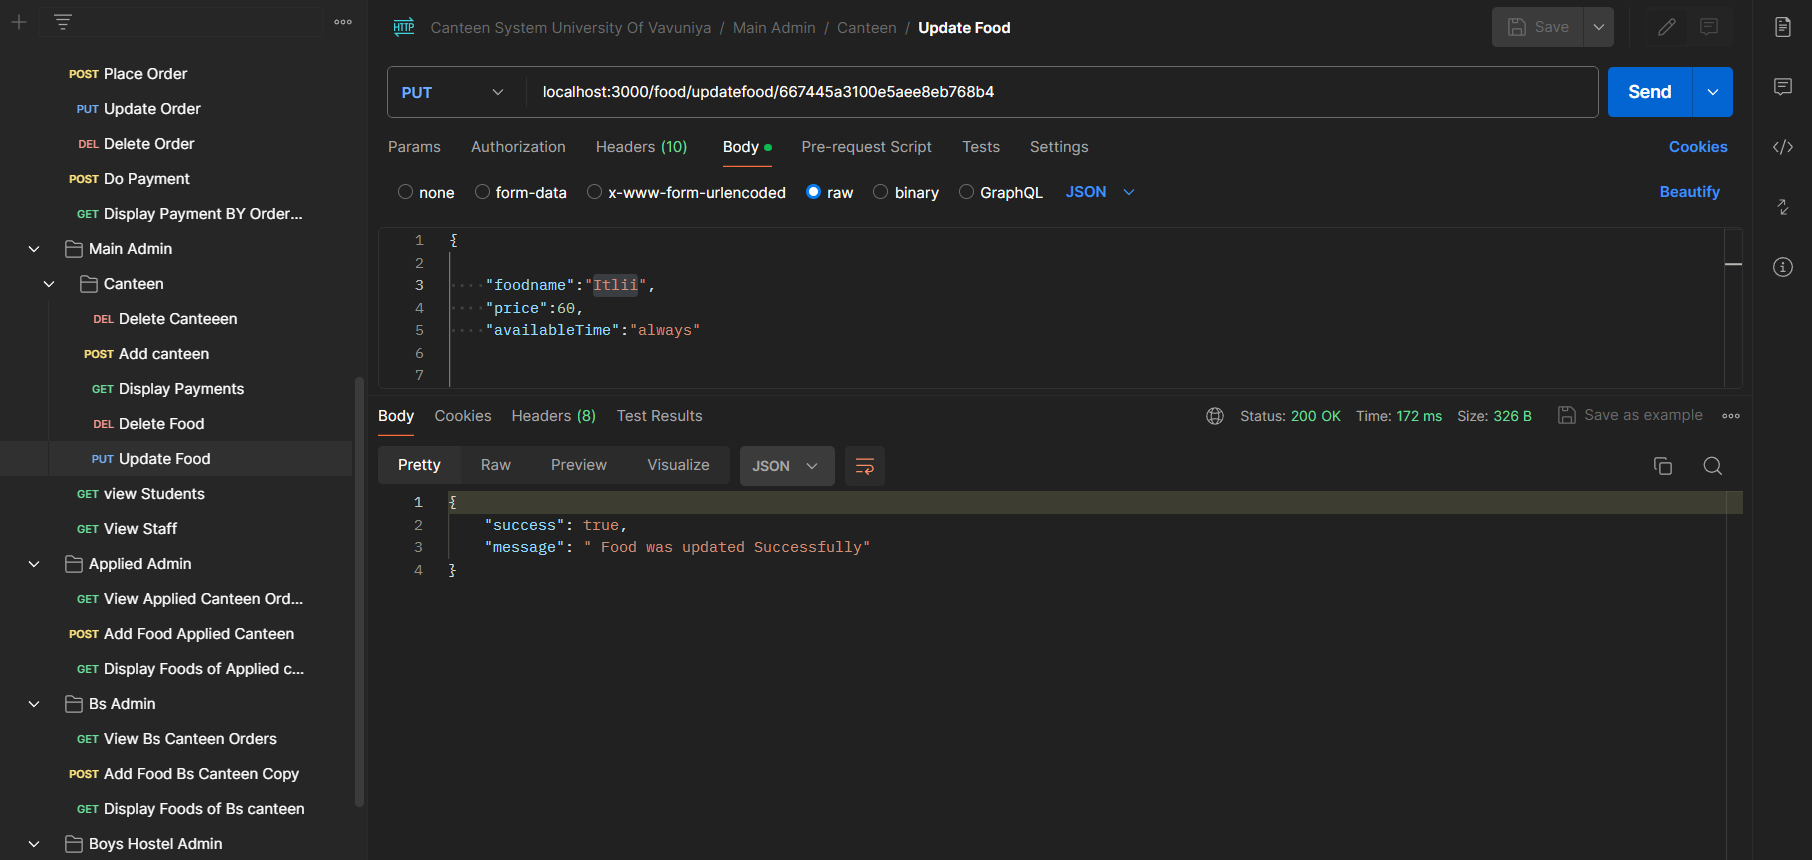 POST Place Order
PUT Update Order
DEL Delete Order
POST Do Payment
GET Display Payment BY Order...
Main Admin
Canteen
DEL Delete Canteeen
POST Add canteen
GET Display Payments
DEL Delete Food
PUT Update Food
GET view Students
GET View Staff
Applied Admin
GET View Applied Canteen Ord...
POST Add Food Applied Canteen
GET Display Foods of Applied c...
Bs Admin
GET View Bs Canteen Orders
POST Add Food Bs Canteen Copy
GET Display Foods of Bs canteen
Boys Hostel Admin
HTTP Canteen System University Of Vavuniya / Main Admin / Canteen / Update Food
Save
PUT localhost:3000/food/updatefood/667445a3100e5aee8eb768b4 Send
Params Authorization Headers (10) Body Pre-request Script Tests Settings Cookies
none form-data x-www-form-urlencoded raw binary GraphQL JSON Beautify
1 {
2
3 "foodname":"Itlii",
4 "price":60,
5 "availableTime":"always"
6
7
Body Cookies Headers (8) Test Results Status: 200 OK Time: 172 ms Size: 326 B Save as example
Pretty Raw Preview Visualize JSON
1 {
2 "success": true,
3 "message": " Food was updated Successfully"
4 }